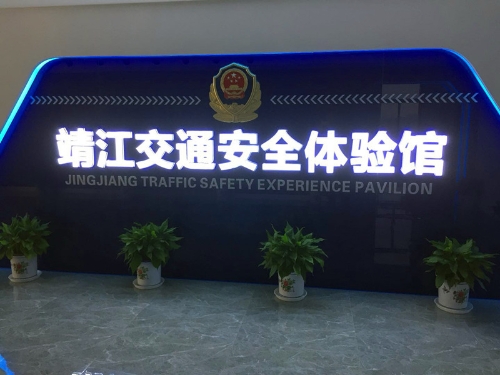 靖江交通安全体验馆
JINGJIANG TRAFFIC SAFETY EXPERIENCE PAVILION